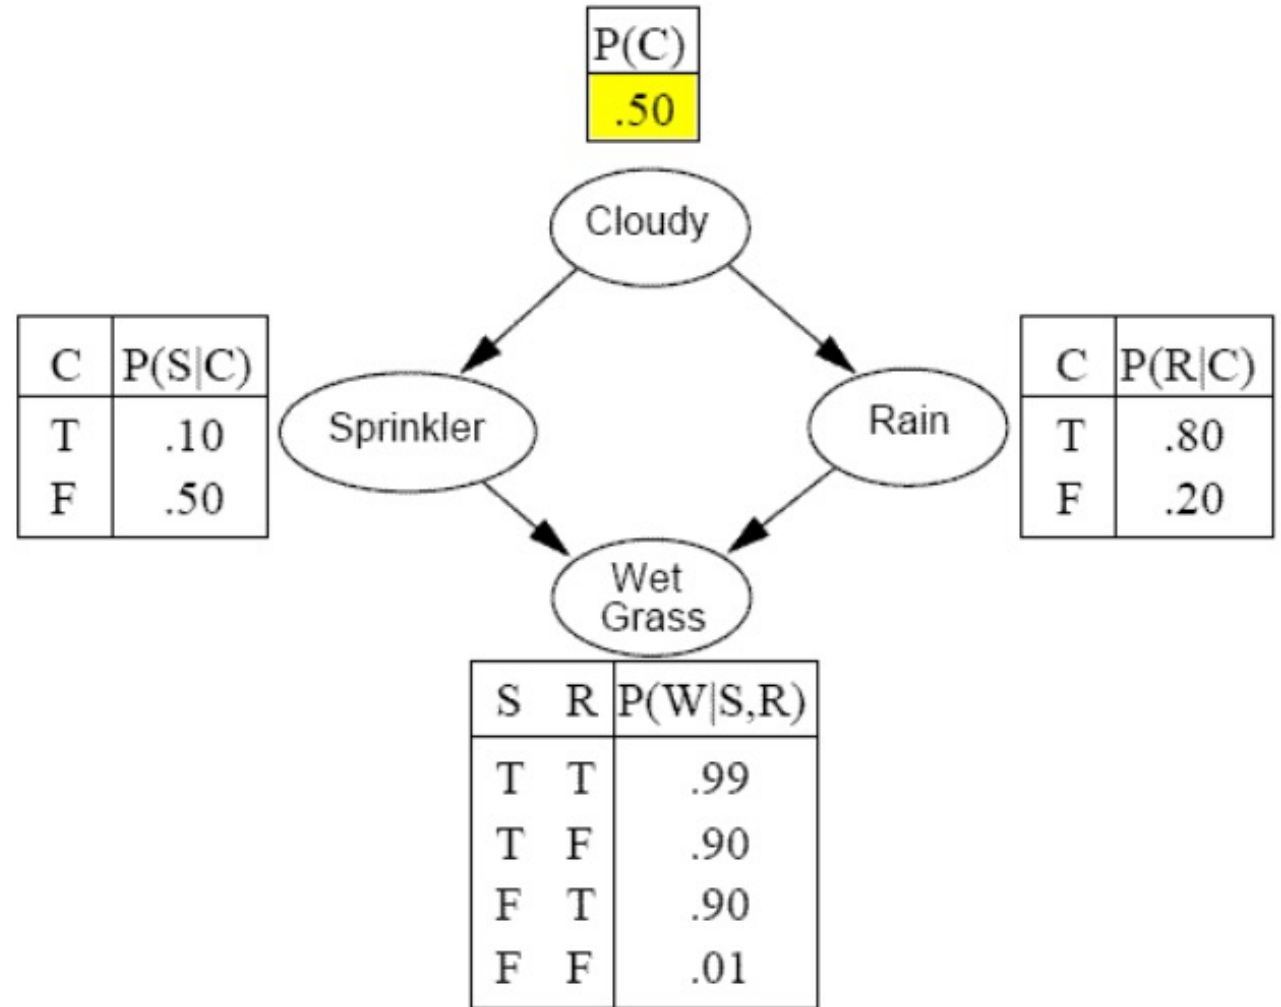 P(C)
.50
Cloudy
C P(S|C)
T .10
F .50
Sprinkler
Rain
C P(R|C)
T .80
F .20
Wet
Grass
S R P(W|S,R)
T T .99
T F .90
F T .90
F F .01